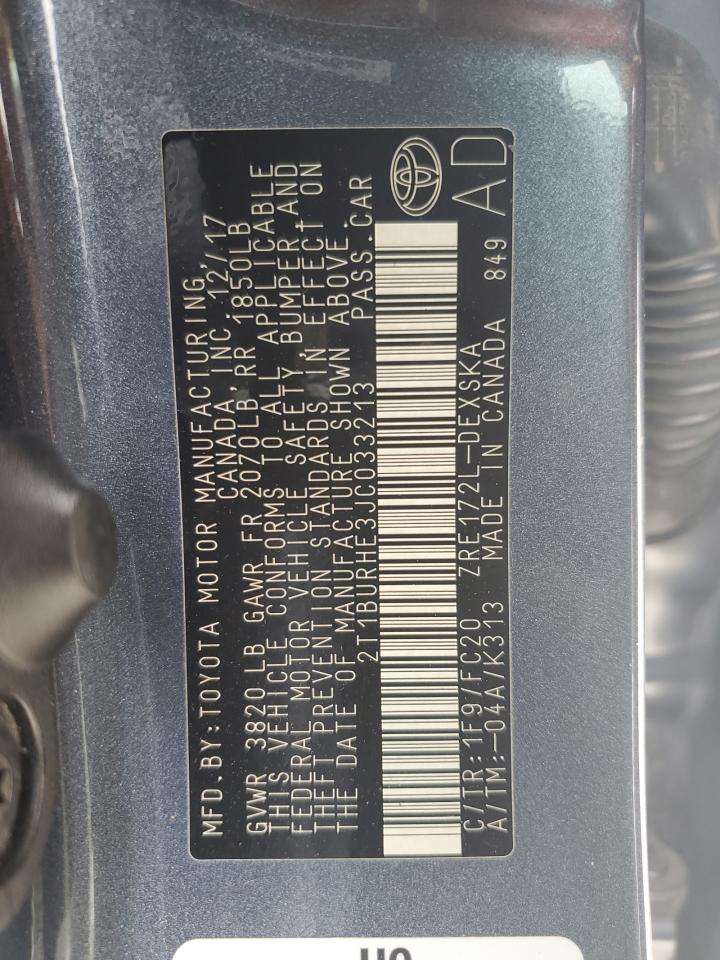 MFD.BY:TOYOTA MOTOR MANUFACTURING,
CANADA, INC. 12/17
GVWR 3820LB GAWR FR 2070LB,RR 1850LB
THIS VEHICLE CONFORMS TO ALL APPLICABLE
FEDERAL MOTOR VEHICLE SAFETY BUMPER AND
THEFT PREVENTION STANDARDS IN EFFECT ON
THE DATE OF MANUFACTURE SHOWN ABOVE.
2T1BURHE3JC033213 PASS.CAR
C/TR:1F9/FC20 ZRE172L-DEXSKA
A/TM:-04A/K313 MADE IN CANADA 849
AD